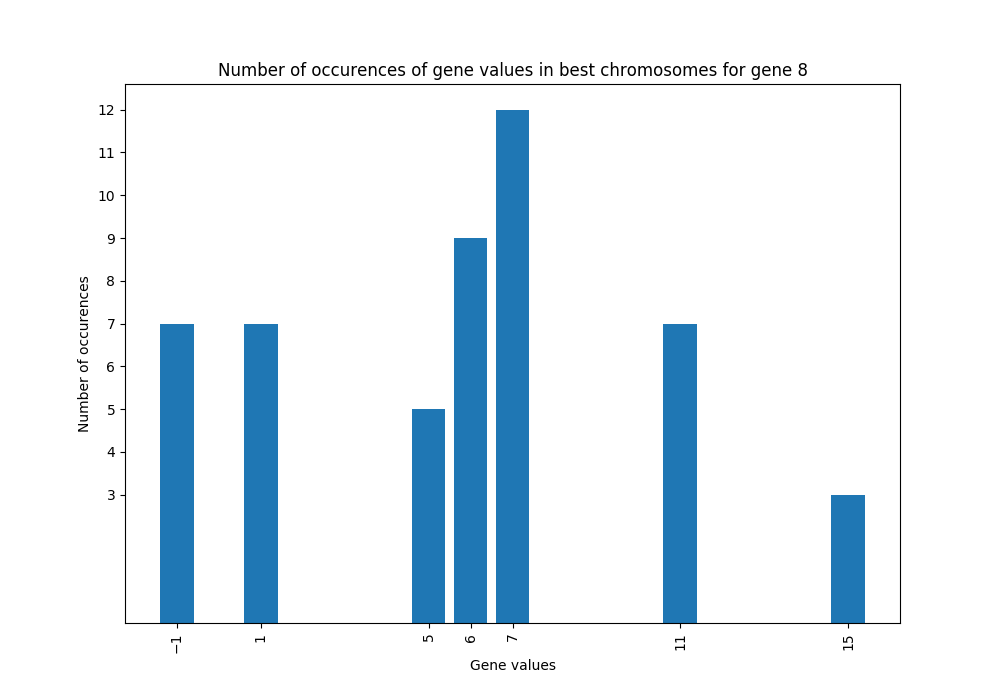 Number of occurences of gene values in best chromosomes for gene 8
12
11
10
9
8
7
6
5
4
3
Number of occurences
−1 1 5 6 7 11 15
Gene values